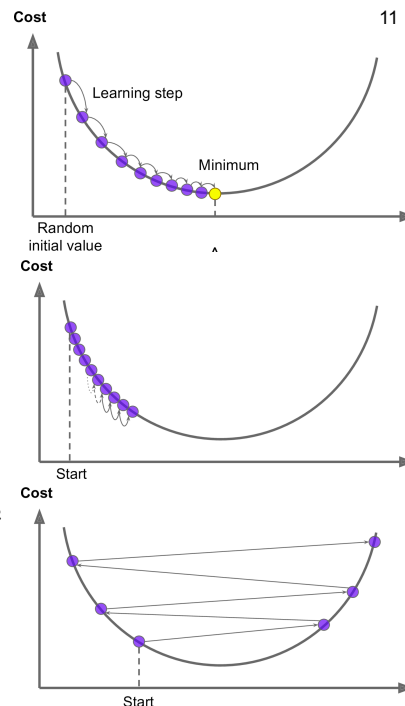 Cost
11
Learning step
Minimum
Random
initial value
^
Cost
Start
Cost
Start